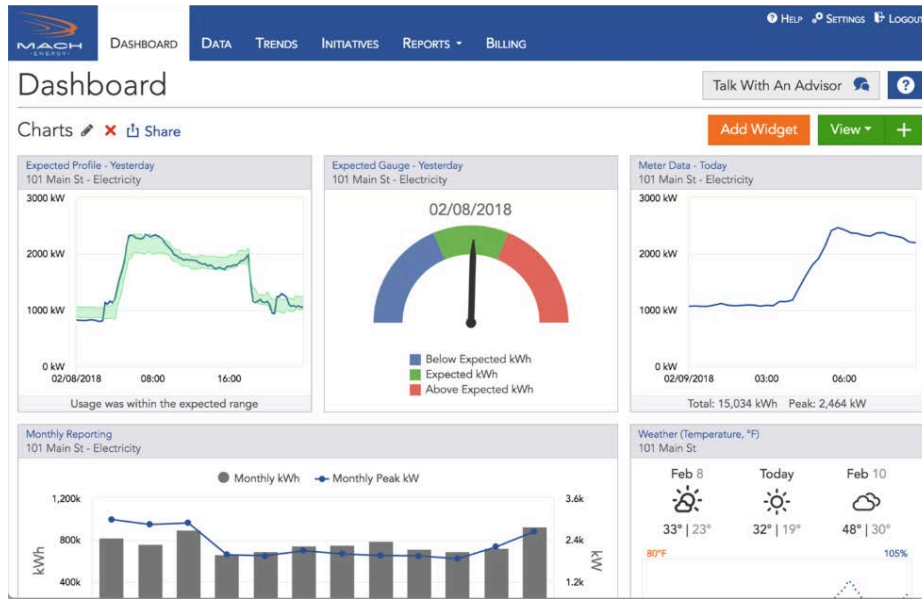 Help Settings Logout
MACH
-ENERGY-
Dashboard Data Trends Initiatives Reports Billing
Dashboard
Talk With An Advisor ?
Charts Share
Add Widget View +
Expected Profile - Yesterday
101 Main St - Electricity
3000 kW
2000 kW
1000 kW
0 kW
02/08/2018 08:00 16:00
Usage was within the expected range
Expected Gauge - Yesterday
101 Main St - Electricity
02/08/2018
Below Expected kWh
Expected kWh
Above Expected kWh
Meter Data - Today
101 Main St - Electricity
3000 kW
2000 kW
1000 kW
0 kW
02/09/2018 03:00 06:00
Total: 15,034 kWh Peak: 2,464 kW
Monthly Reporting
101 Main St - Electricity
Monthly kWh Monthly Peak kW
1,200k 3.6k
800k 2.4k
kWh kW
400k 1.2k
Weather (Temperature, °F)
101 Main St
Feb 8 Today Feb 10
33° | 23° 32° | 19° 48° | 30°
80°F 105%